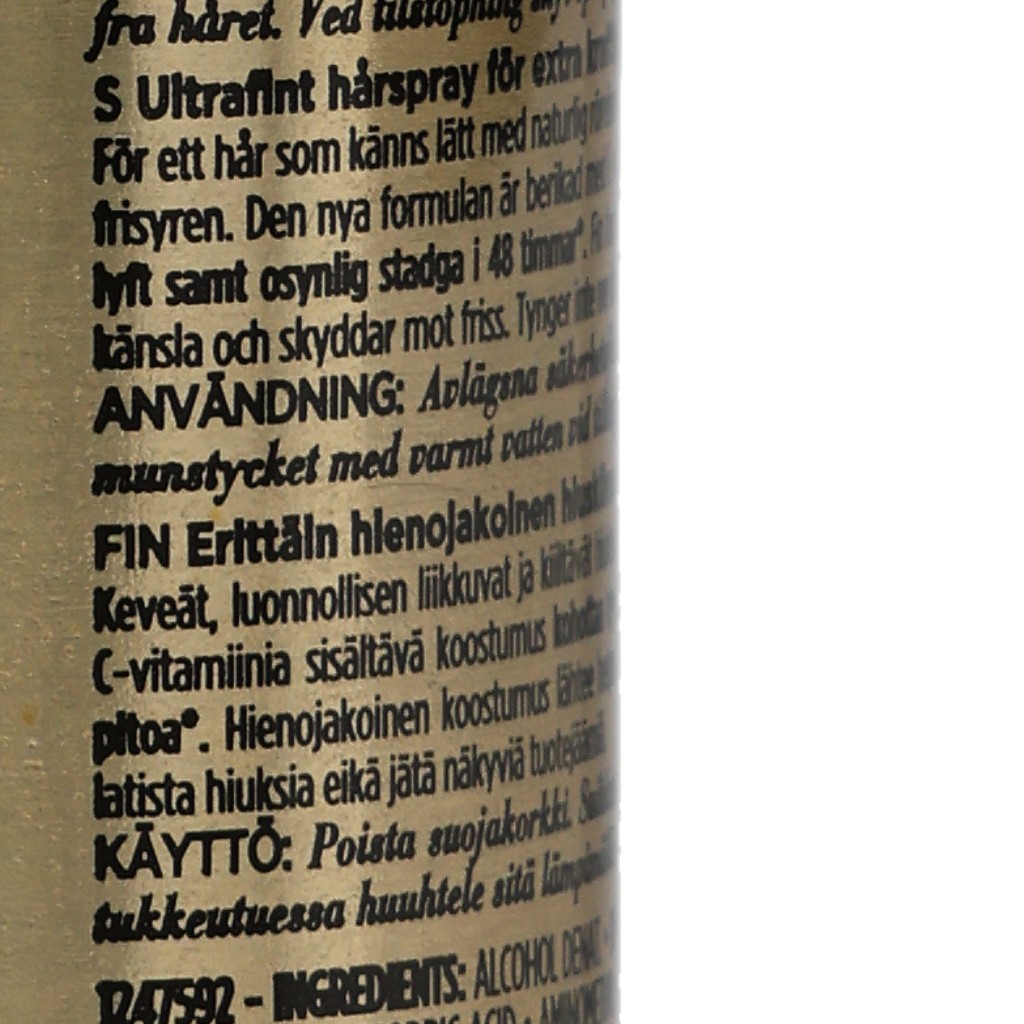 fra håret. Ved tilstopning
S Ultrafint hårspray för extra
För ett hår som känns lätt med naturlig
frisyren. Den nya formulan är berikad med
lyft samt osynlig stadga i 48 timmar*.
känsla och skyddar mot friss. Tynger inte
ANVÄNDNING: Avlägsna
munstycket med varmt vatten vid
FIN Erittäin hienojakoinen
Keveät, luonnollisen liikkuvat ja kiiltävät
C-vitamiinia sisältävä koostumus kohottaa
pitoa*. Hienojakoinen koostumus lähtee
latista hiuksia eikä jätä näkyviä tuotejäämiä
KÄYTTÖ: Poista suojakorkki.
tukkeutuessa huuhtele sitä
1247592 - INGREDIENTS: ALCOHOL DENAT.
ACID •